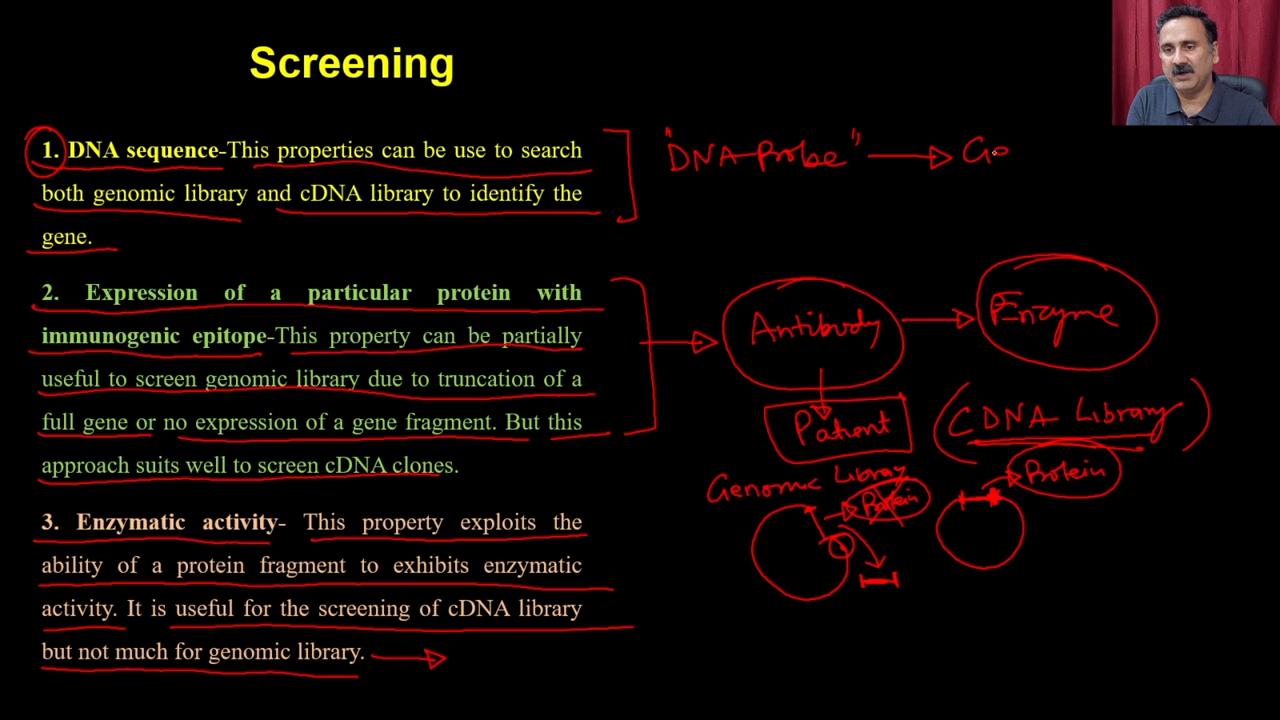 Screening
1. DNA sequence-This properties can be use to search
both genomic library and cDNA library to identify the
gene.
"DNA-Probe" Go
2. Expression of a particular protein with
immunogenic epitope-This property can be partially
useful to screen genomic library due to truncation of a
full gene or no expression of a gene fragment. But this
approach suits well to screen cDNA clones.
Antibody
Enzyme
Patient
(CDNA Library)
Genomic Library
Protein
Protein
3. Enzymatic activity- This property exploits the
ability of a protein fragment to exhibits enzymatic
activity. It is useful for the screening of cDNA library
but not much for genomic library.